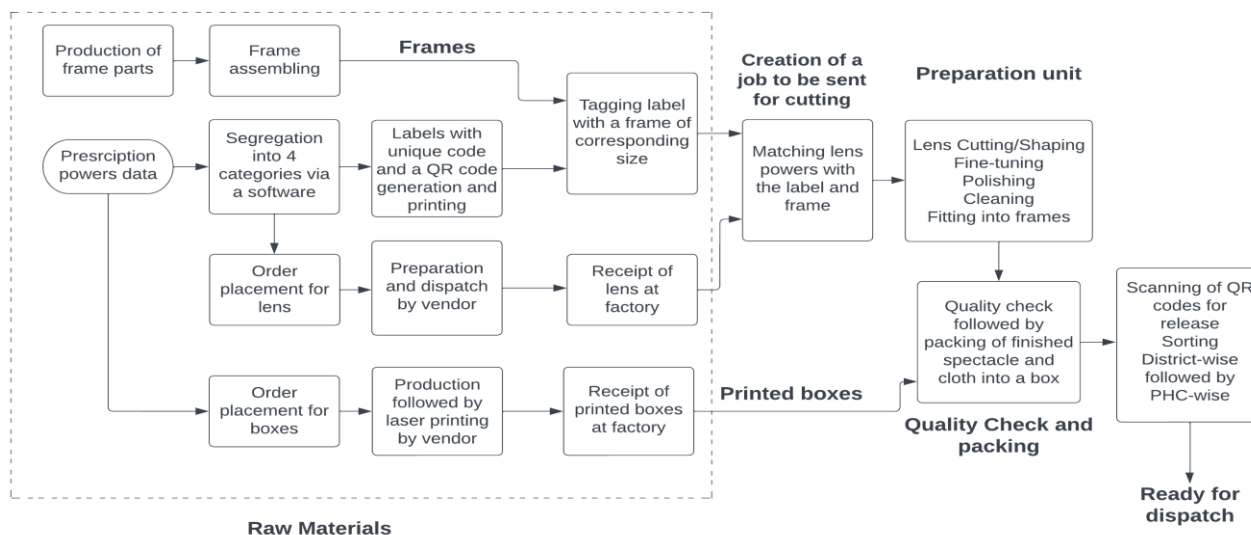 Production of
frame parts
Frame
assembling
Frames
Presrciption
powers data
Segregation
into 4
categories via
a software
Labels with
unique code
and a QR code
generation and
printing
Tagging label
with a frame of
corresponding
size
Order
placement for
lens
Preparation
and dispatch
by vendor
Receipt of
lens at
factory
Order
placement for
boxes
Production
followed by
laser printing
by vendor
Receipt of
printed boxes
at factory
Raw Materials
Creation of a
job to be sent
for cutting
Matching lens
powers with
the label and
frame
Preparation unit
Lens Cutting/Shaping
Fine-tuning
Polishing
Cleaning
Fitting into frames
Printed boxes
Quality check
followed by
packing of finished
spectacle and
cloth into a box
Quality Check and
packing
Scanning of QR
codes for
release
Sorting
District-wise
followed by
PHC-wise
Ready for
dispatch